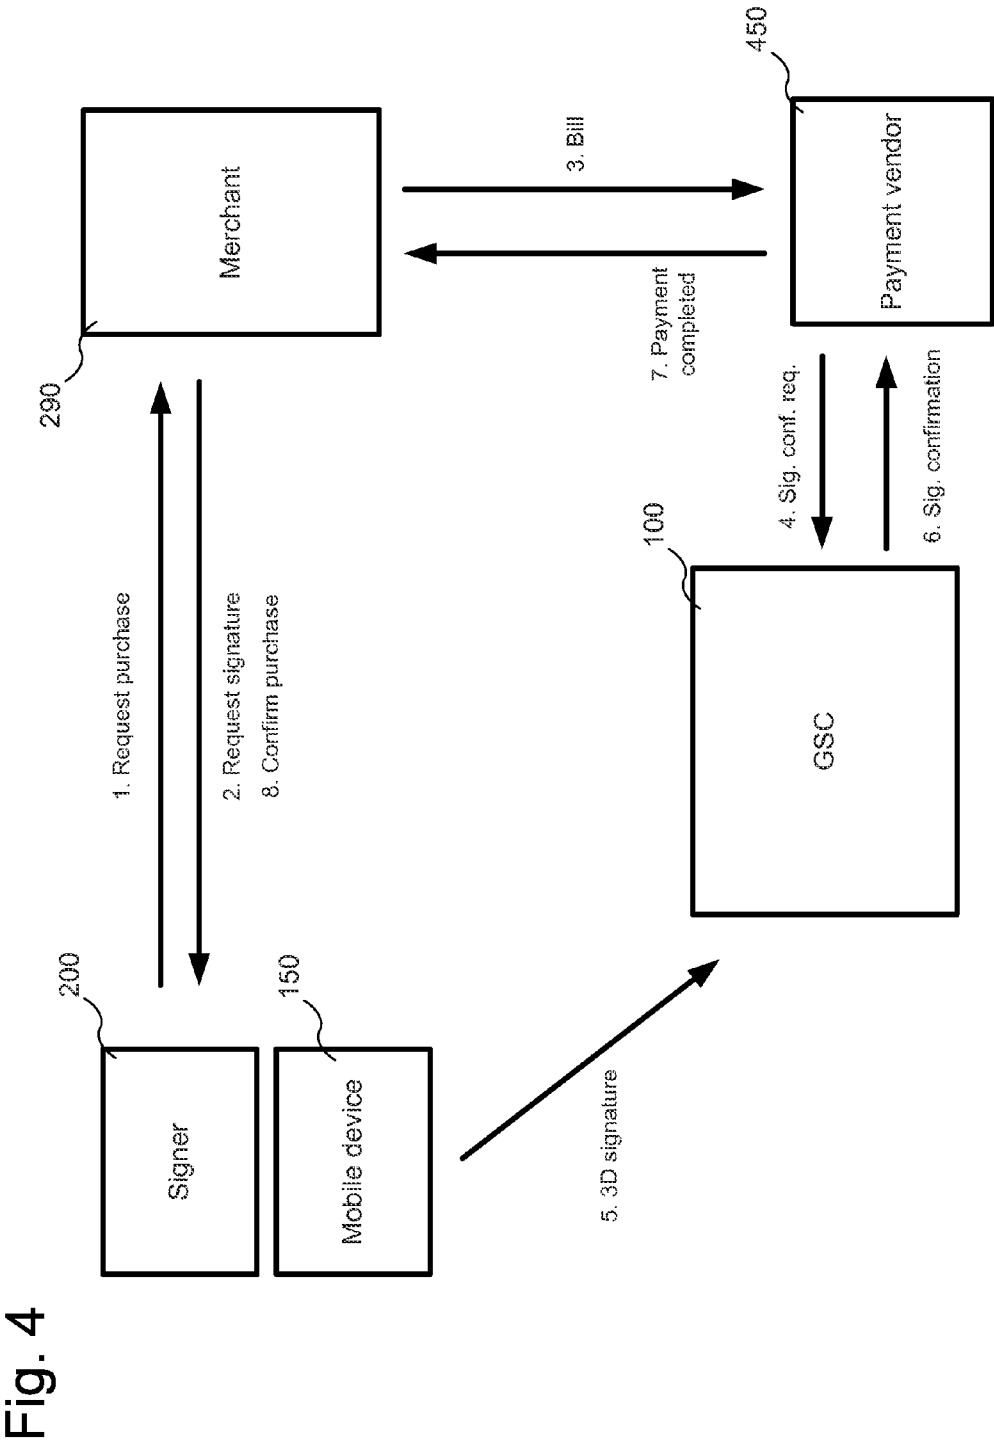 Fig. 4
200
Signer
150
Mobile device
1. Request purchase
2. Request signature
8. Confirm purchase
290
Merchant
3. Bill
7. Payment
completed
5. 3D signature
100
GSC
4. Sig. conf. req.
6. Sig. confirmation
450
Payment vendor